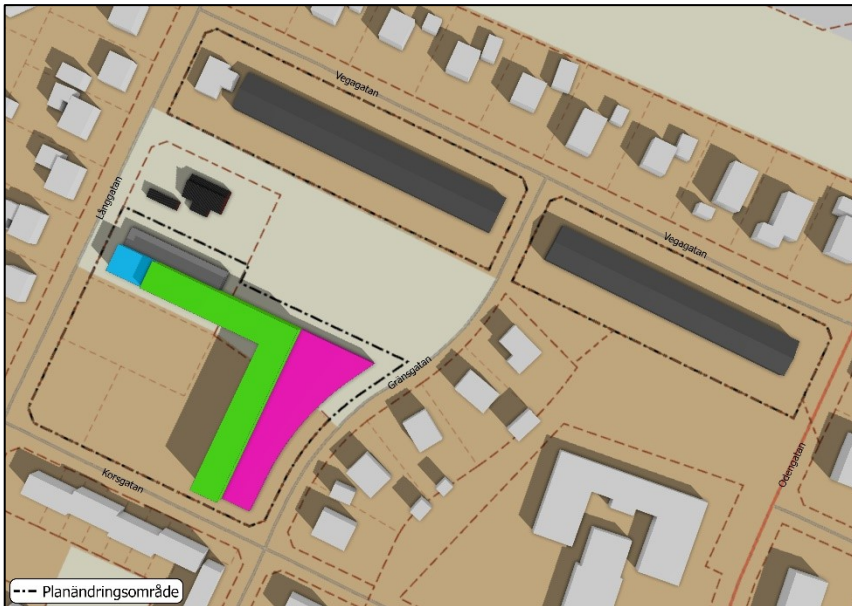 Vegagatan
Långgatan
Vegagatan
Gränsgatan
Odengatan
Korsgatan
Planändringsområde